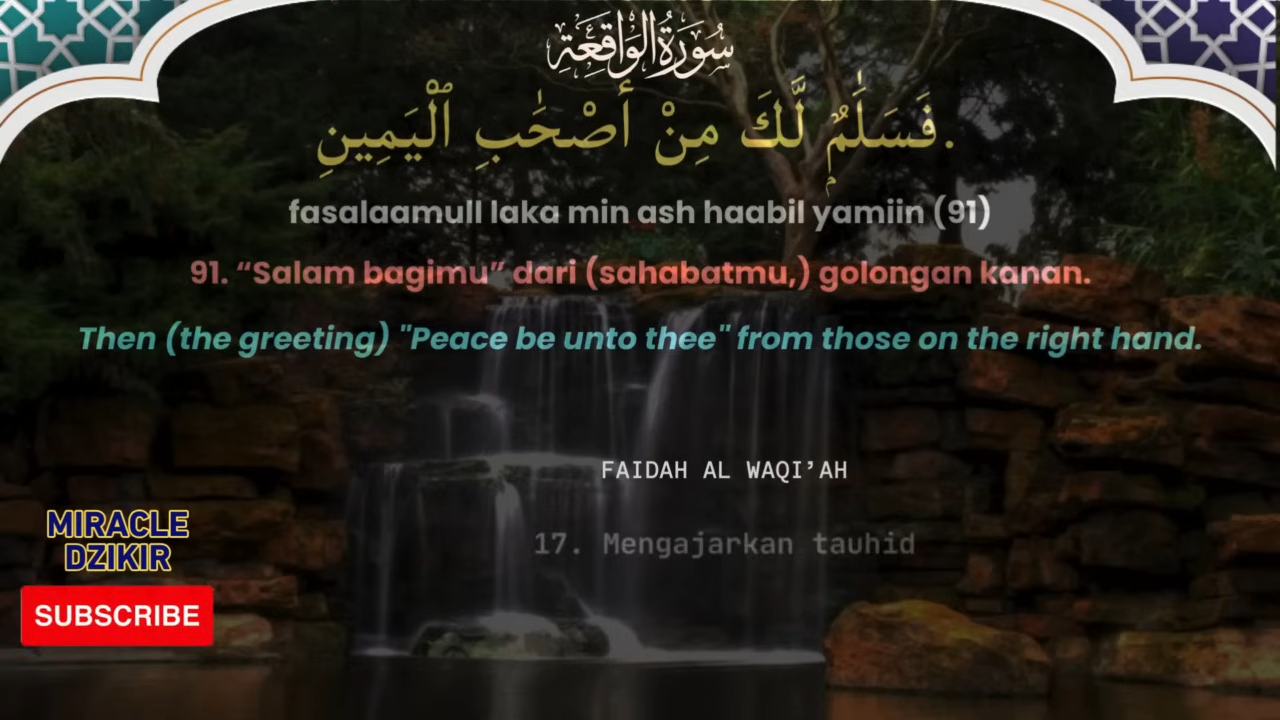 سُورَةُ الْوَاقِعَةِ
فَسَلَٰمٌ لَّكَ مِنْ أَصْحَٰبِ ٱلْيَمِينِ.
fasalaamull laka min ash haabil yamiin (91)
91. “Salam bagimu” dari (sahabatmu,) golongan kanan.
Then (the greeting) "Peace be unto thee" from those on the right hand.
FAIDAH AL WAQI’AH
17. Mengajarkan tauhid
MIRACLE
DZIKIR
SUBSCRIBE